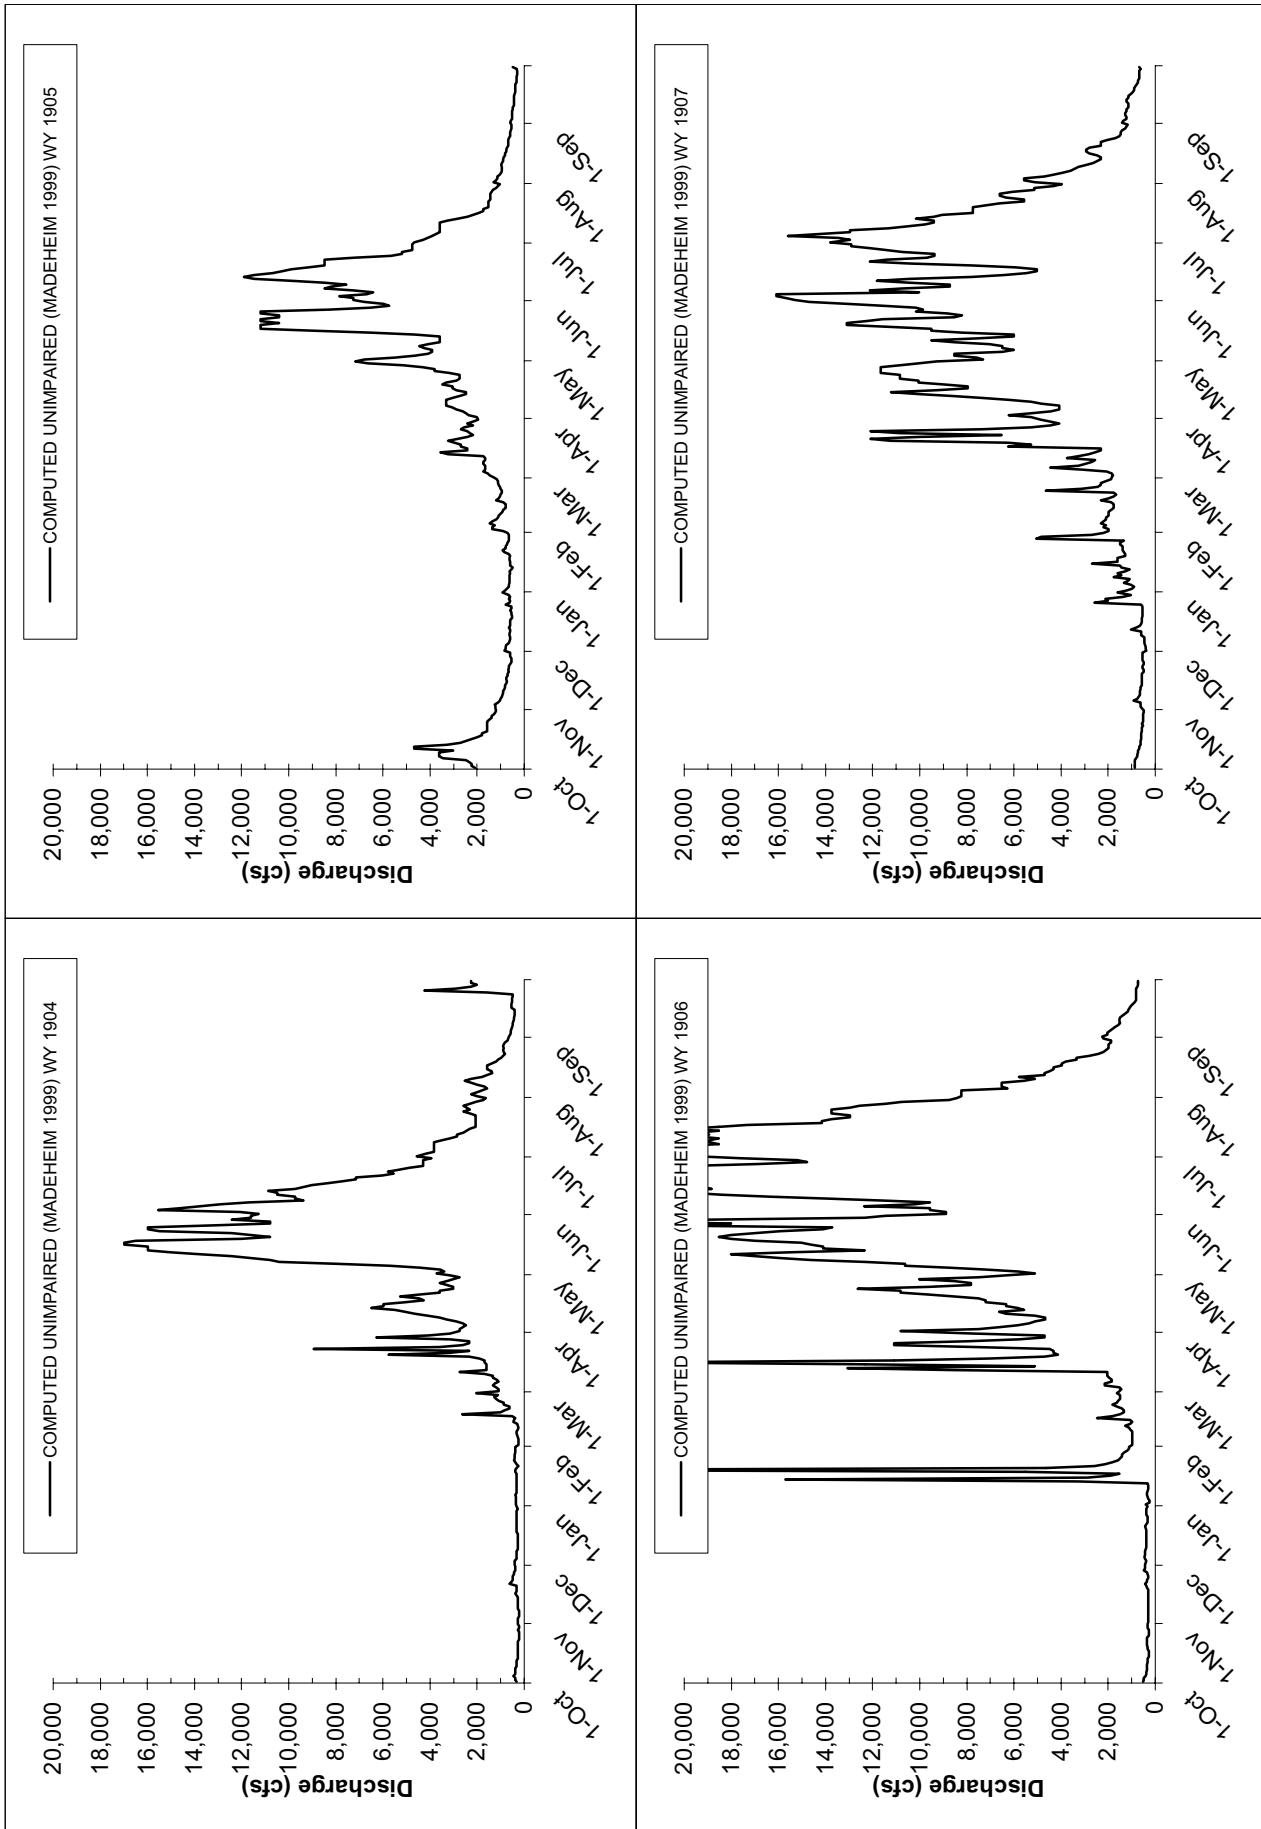 COMPUTED UNIMPAIRED (MADEHEIM 1999) WY 1904
20,000
18,000
16,000
14,000
12,000
10,000
8,000
6,000
4,000
2,000
0
Discharge (cfs)
1-Oct
1-Nov
1-Dec
1-Jan
1-Feb
1-Mar
1-Apr
1-May
1-Jun
1-Jul
1-Aug
1-Sep
COMPUTED UNIMPAIRED (MADEHEIM 1999) WY 1905
20,000
18,000
16,000
14,000
12,000
10,000
8,000
6,000
4,000
2,000
0
Discharge (cfs)
1-Oct
1-Nov
1-Dec
1-Jan
1-Feb
1-Mar
1-Apr
1-May
1-Jun
1-Jul
1-Aug
1-Sep
COMPUTED UNIMPAIRED (MADEHEIM 1999) WY 1906
20,000
18,000
16,000
14,000
12,000
10,000
8,000
6,000
4,000
2,000
0
Discharge (cfs)
1-Oct
1-Nov
1-Dec
1-Jan
1-Feb
1-Mar
1-Apr
1-May
1-Jun
1-Jul
1-Aug
1-Sep
COMPUTED UNIMPAIRED (MADEHEIM 1999) WY 1907
20,000
18,000
16,000
14,000
12,000
10,000
8,000
6,000
4,000
2,000
0
Discharge (cfs)
1-Oct
1-Nov
1-Dec
1-Jan
1-Feb
1-Mar
1-Apr
1-May
1-Jun
1-Jul
1-Aug
1-Sep